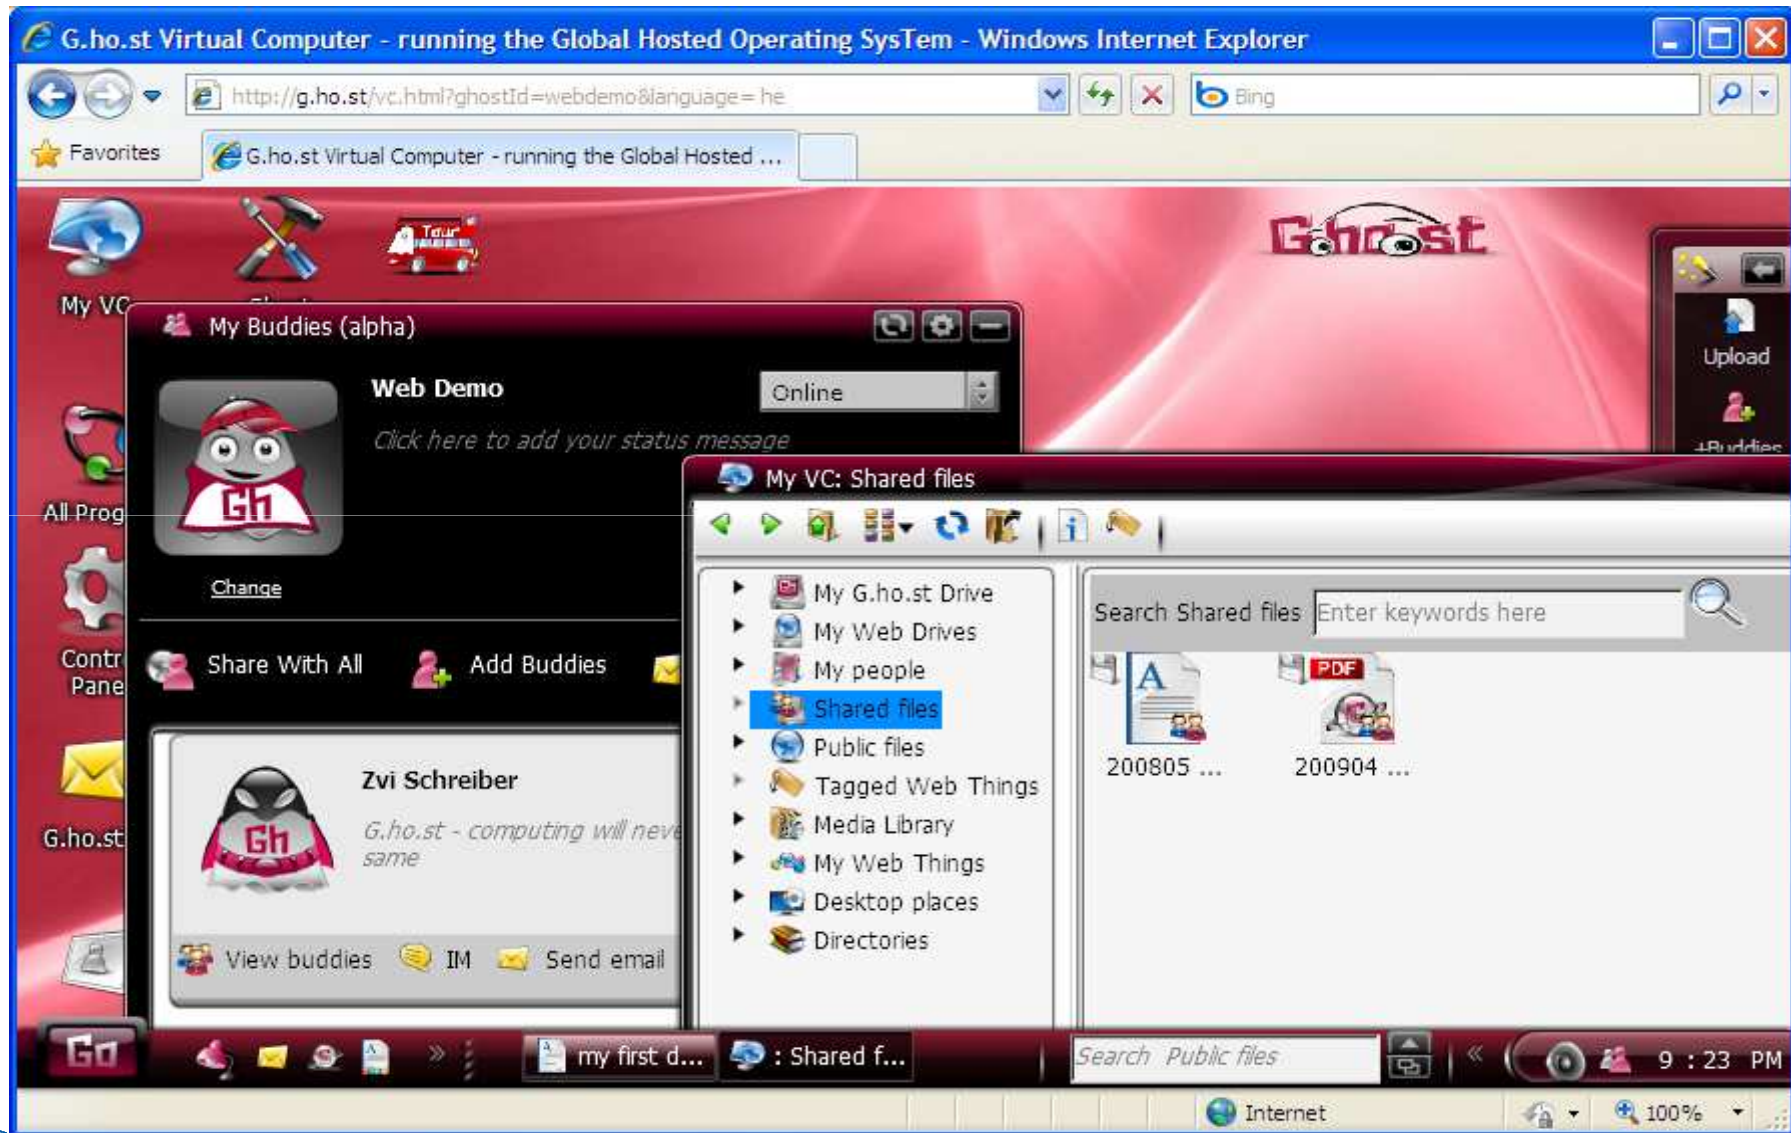 G.ho.st Virtual Computer - running the Global Hosted Operating SysTem - Windows Internet Explorer
http://g.ho.st/vc.html?ghostId=webdemo&language= he
Bing
Favorites
G.ho.st Virtual Computer - running the Global Hosted ...
Tour
G.ho.st
My VC
Upload
+Buddies
My Buddies (alpha)
Web Demo
Online
Click here to add your status message
Gh
Change
All Prog
Contr
Pane
G.ho.st
Share With All
Add Buddies
Zvi Schreiber
G.ho.st - computing will neve
same
Gh
View buddies
IM
Send email
My VC: Shared files
My G.ho.st Drive
My Web Drives
My people
Shared files
Public files
Tagged Web Things
Media Library
My Web Things
Desktop places
Directories
Search Shared files
Enter keywords here
A
PDF
200805 ...
200904 ...
Go
»
my first d...
: Shared f...
Search Public files
«
9 : 23 PM
Internet
100%